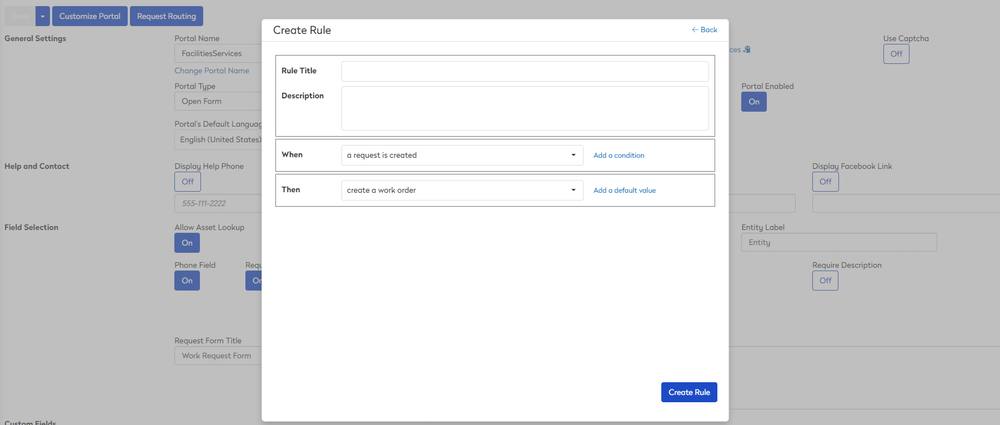 Customize Portal
Request Routing
General Settings
Portal Name
FacilitiesServices
Change Portal Name
Portal Type
Open Form
Portal's Default Languag
English (United States)
Create Rule
← Back
Rule Title
Description
When
a request is created
Add a condition
Then
create a work order
Add a default value
Create Rule
ces
Use Captcha
Off
Portal Enabled
On
Help and Contact
Display Help Phone
Off
555-111-2222
Display Facebook Link
Off
Field Selection
Allow Asset Lookup
On
Entity Label
Entity
Phone Field
On
Requ
On
Require Description
Off
Request Form Title
Work Request Form
Custom Fields